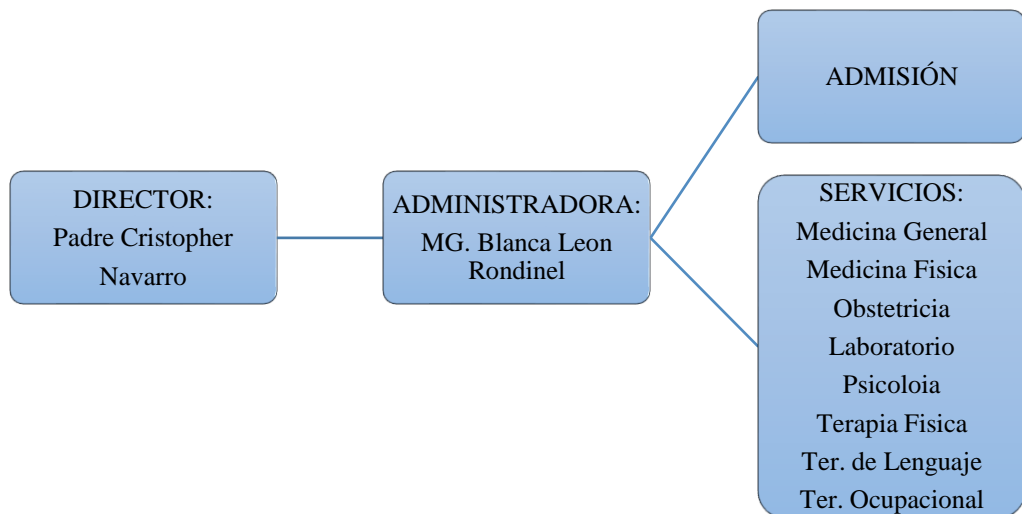 DIRECTOR:
Padre Cristopher
Navarro
ADMINISTRADORA:
MG. Blanca Leon
Rondinel
ADMISIÓN
SERVICIOS:
Medicina General
Medicina Fisica
Obstetricia
Laboratorio
Psicoloia
Terapia Fisica
Ter. de Lenguaje
Ter. Ocupacional